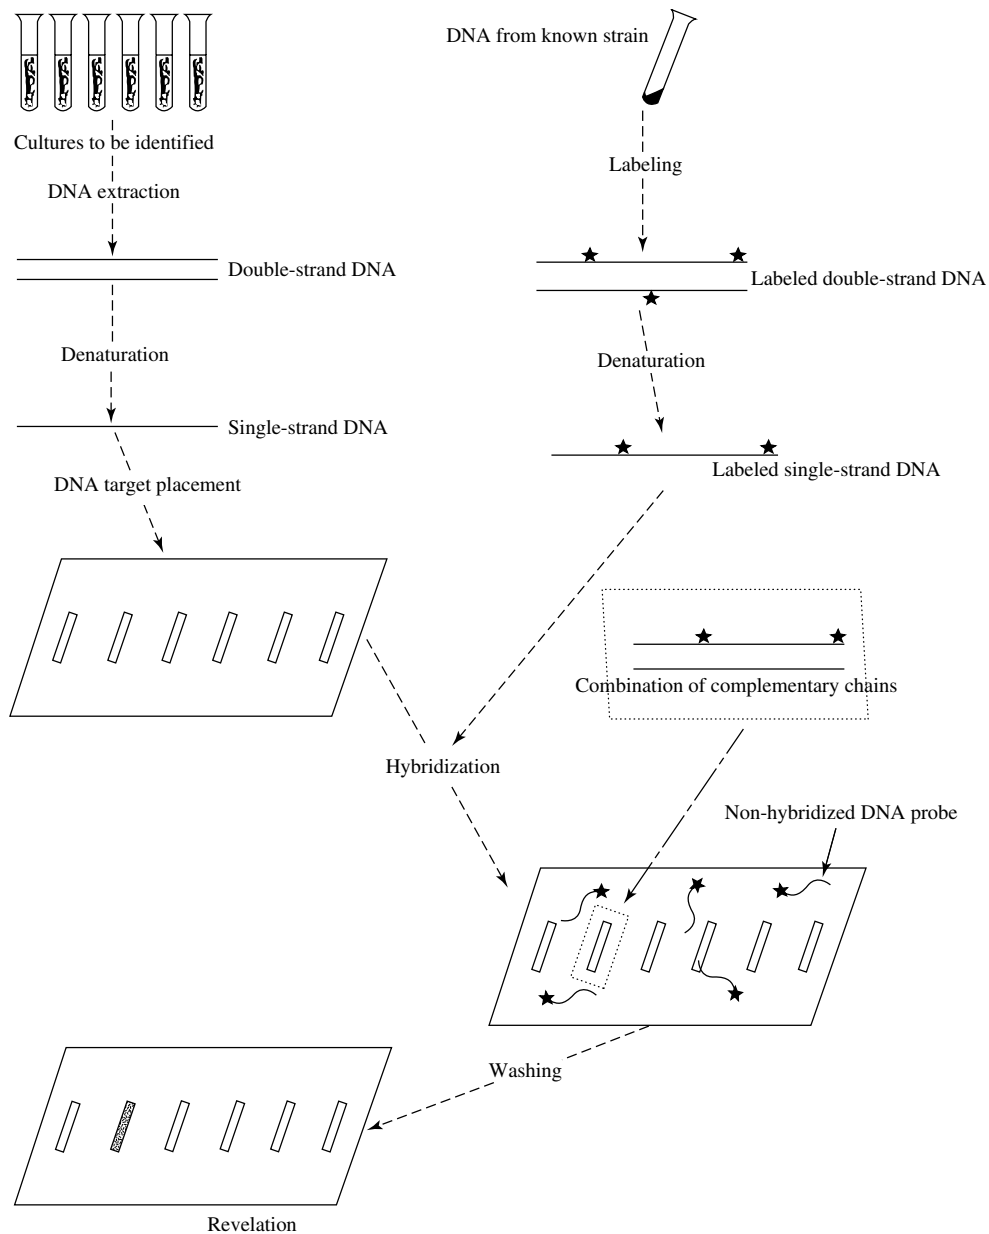 DNA from known strain
Cultures to be identified
Labeling
DNA extraction
Double-strand DNA
Labeled double-strand DNA
Denaturation
Denaturation
Single-strand DNA
Labeled single-strand DNA
DNA target placement
Combination of complementary chains
Hybridization
Non-hybridized DNA probe
Washing
Revelation